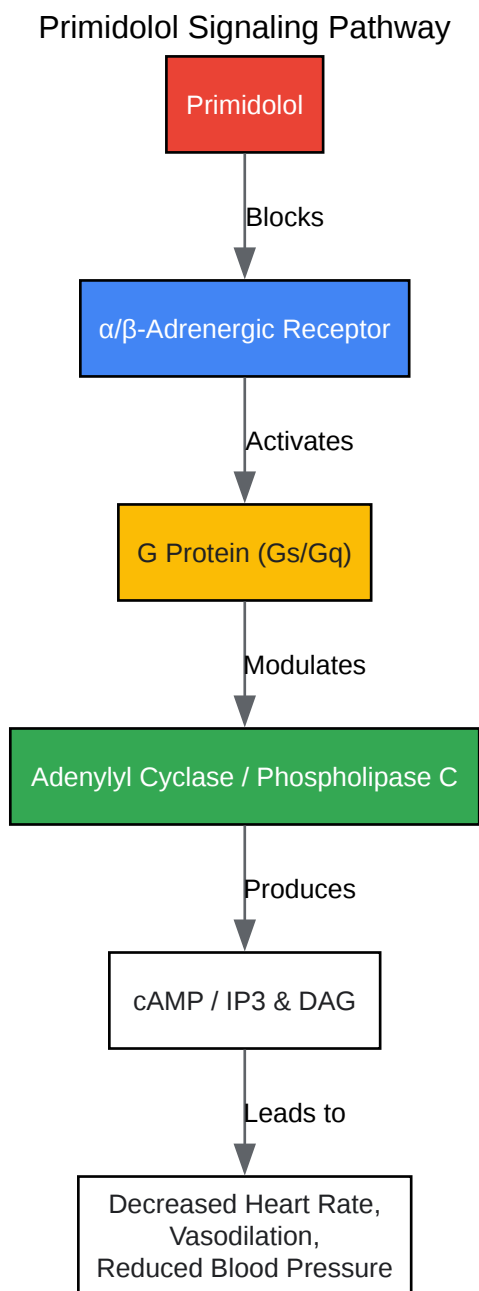 Primidolol Signaling Pathway
Primidolol
Blocks
α/β-Adrenergic Receptor
Activates
G Protein (Gs/Gq)
Modulates
Adenylyl Cyclase / Phospholipase C
Produces
cAMP / IP3 & DAG
Leads to
Decreased Heart Rate,
Vasodilation,
Reduced Blood Pressure